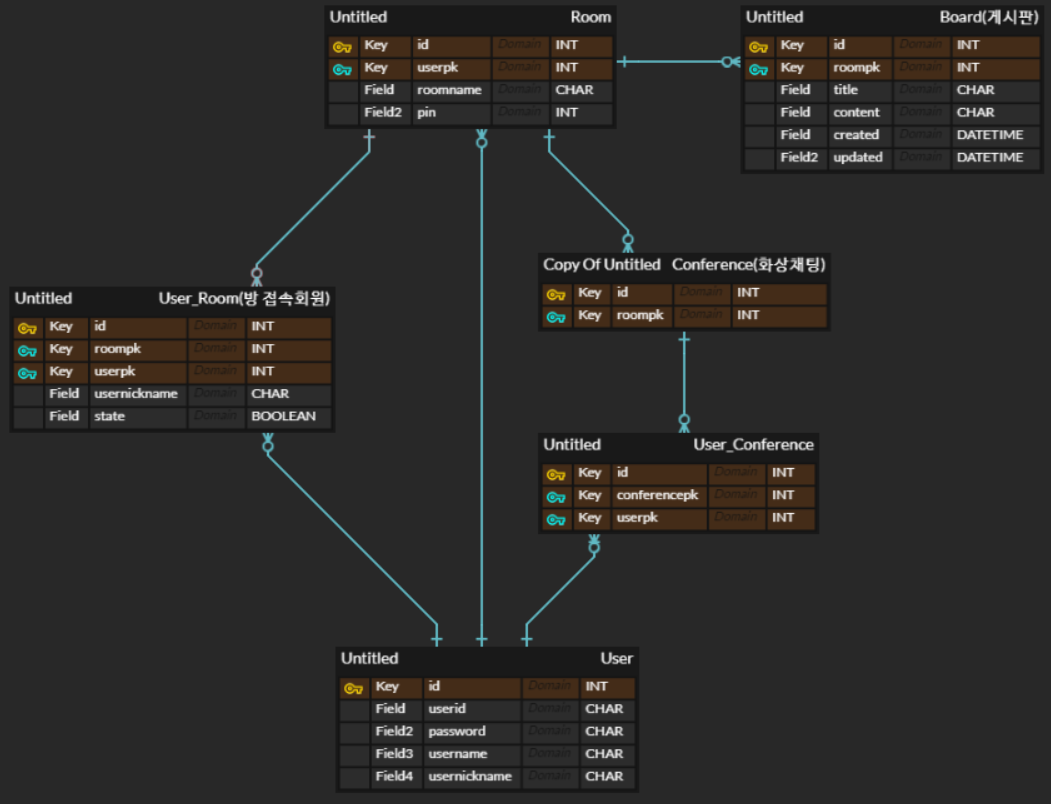 Untitled Room
Key id Domain INT
Key userpk Domain INT
Field roomname Domain CHAR
Field2 pin Domain INT
Untitled Board(게시판)
Key id Domain INT
Key roompk Domain INT
Field title Domain CHAR
Field content Domain CHAR
Field created Domain DATETIME
Field2 updated Domain DATETIME
Copy Of Untitled Conference(화상채팅)
Key id Domain INT
Key roompk Domain INT
Untitled User_Room(방 접속회원)
Key id Domain INT
Key roompk Domain INT
Key userpk Domain INT
Field usernickname Domain CHAR
Field state Domain BOOLEAN
Untitled User_Conference
Key id Domain INT
Key conferencepk Domain INT
Key userpk Domain INT
Untitled User
Key id Domain INT
Field userid Domain CHAR
Field2 password Domain CHAR
Field3 username Domain CHAR
Field4 usernickname Domain CHAR